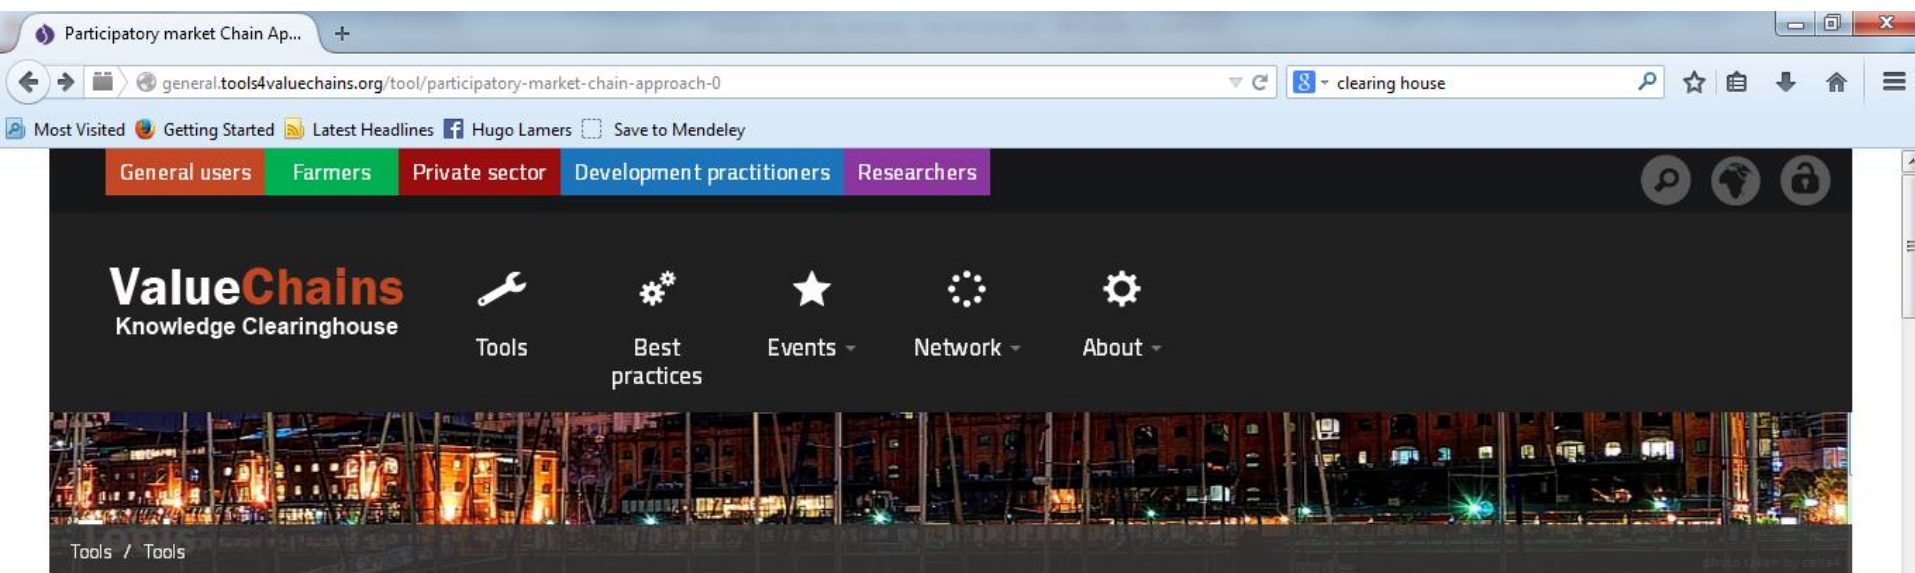 Participatory market Chain Ap...
general.tools4valuechains.org/tool/participatory-market-chain-approach-0
clearing house
Most Visited Getting Started Latest Headlines Hugo Lamers Save to Mendeley
General users Farmers Private sector Development practitioners Researchers
ValueChains
Knowledge Clearinghouse
Tools Best practices Events Network About
Tools / Tools